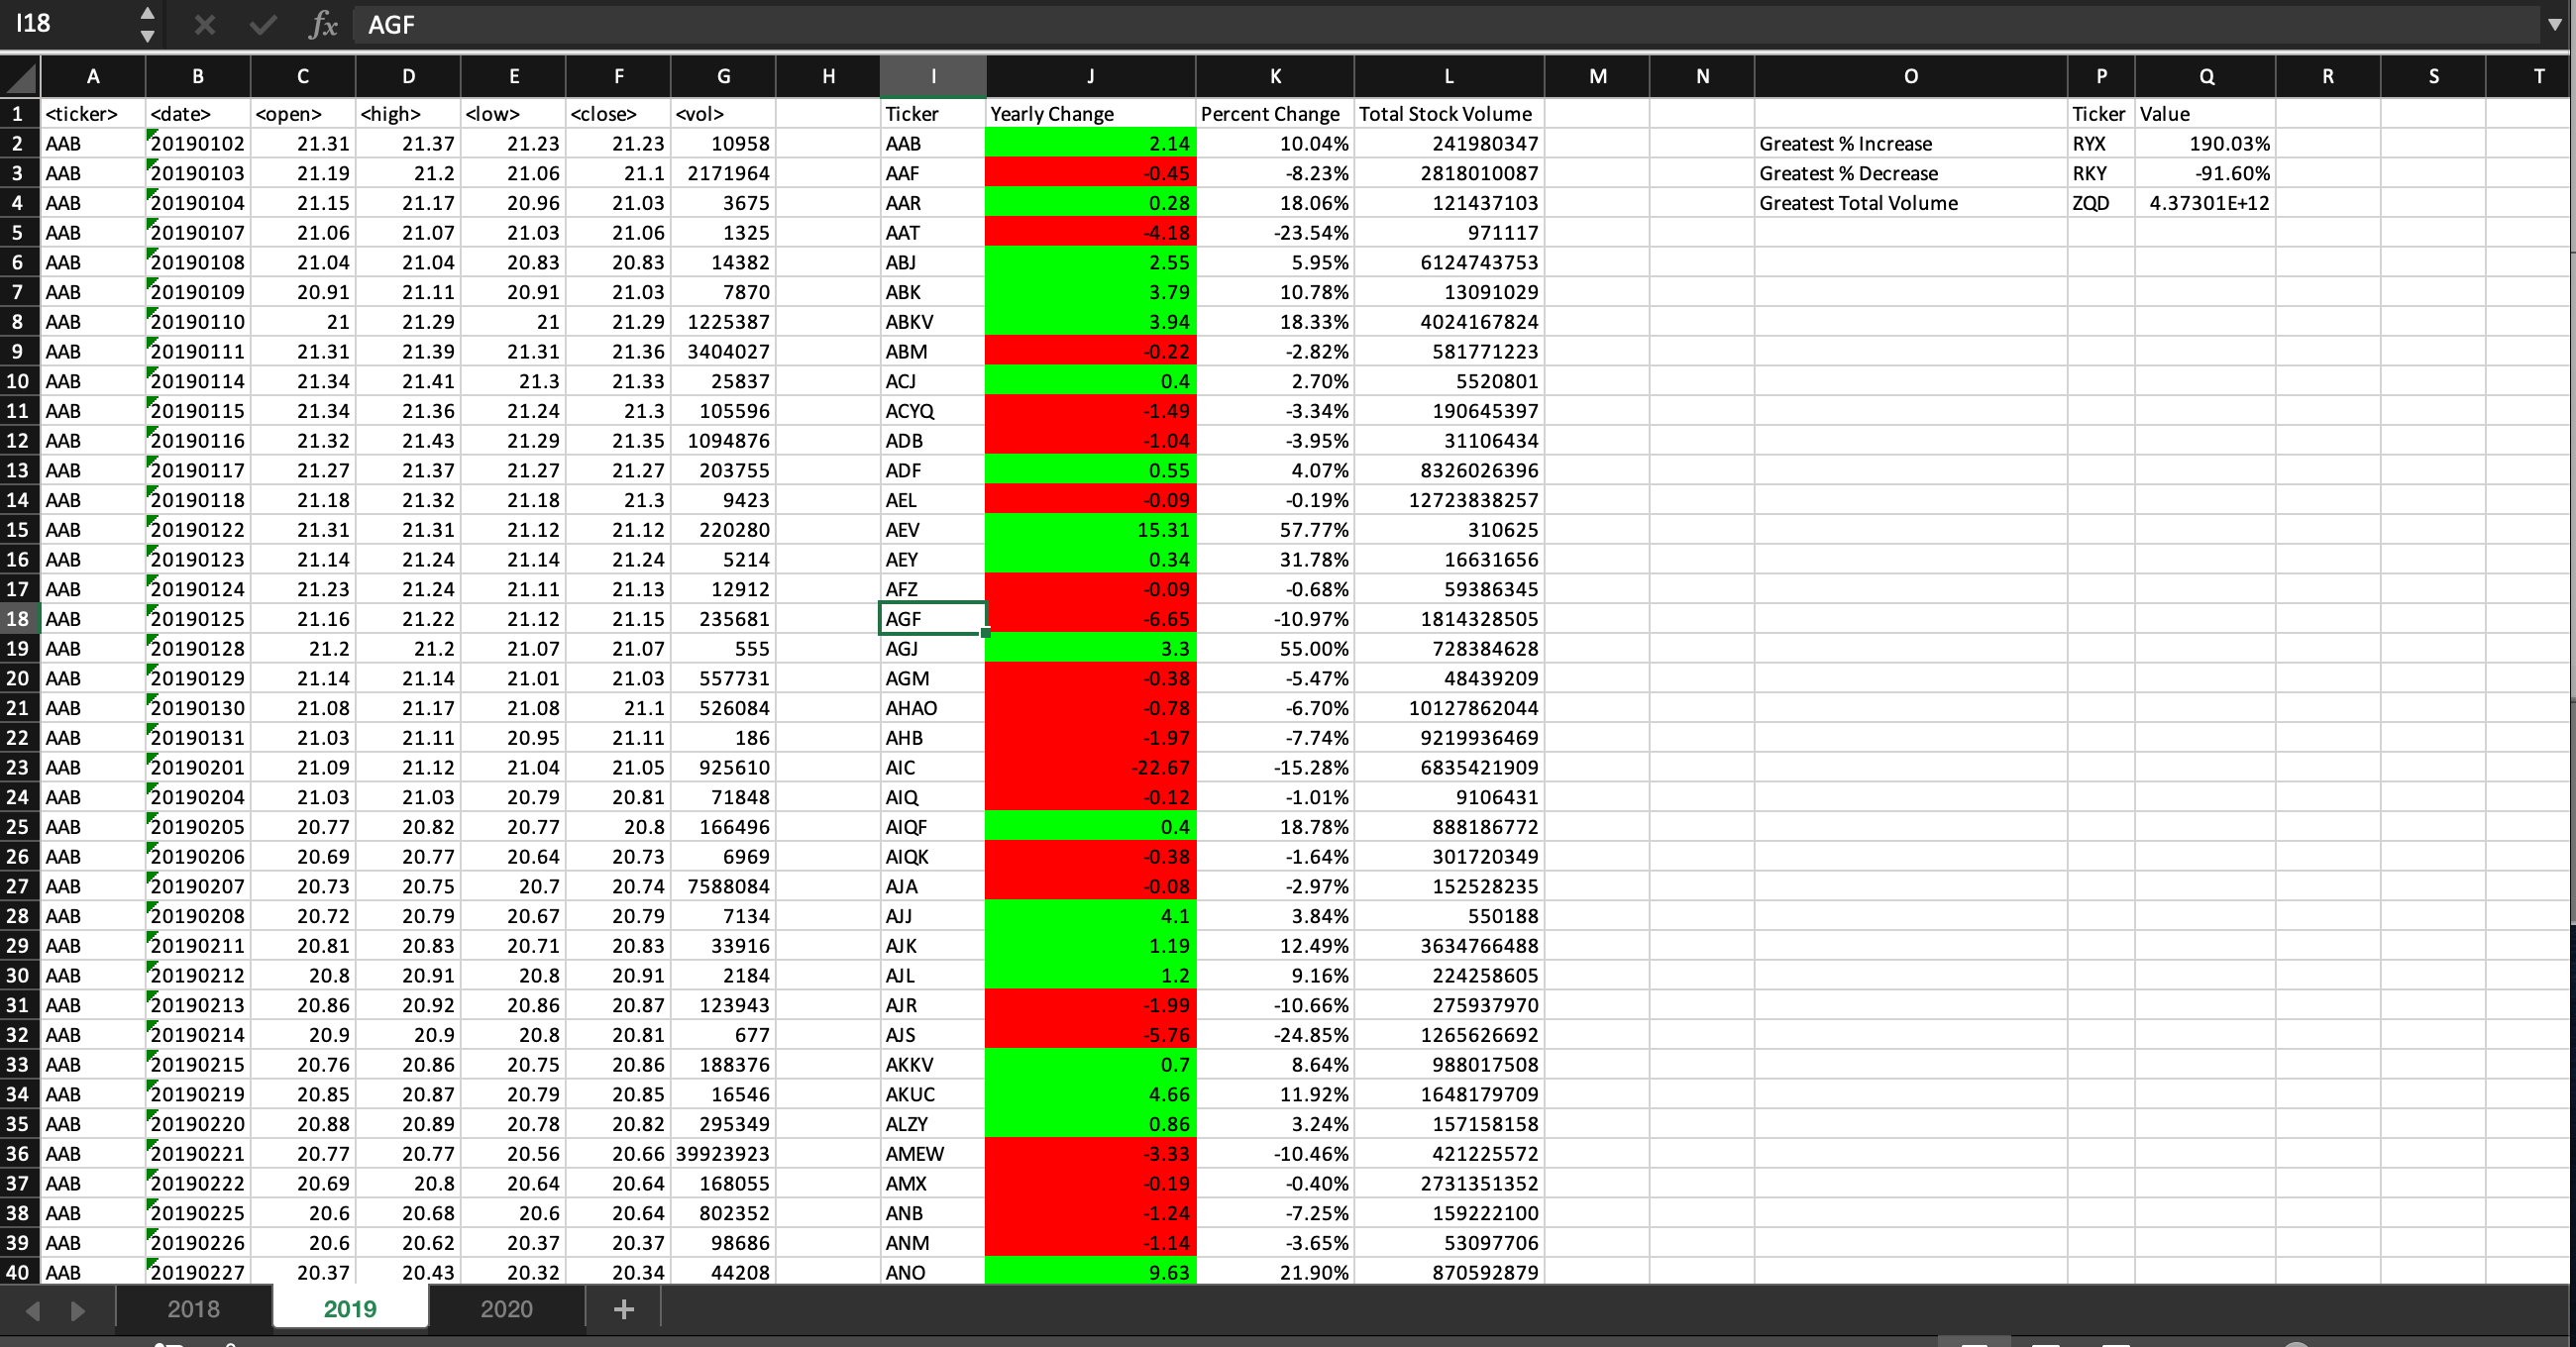 I18 fx AGF
A B C D E F G H I J K L M N O P Q R S T
1 <ticker> <date> <open> <high> <low> <close> <vol> Ticker Yearly Change Percent Change Total Stock Volume Ticker Value
2 AAB 20190102 21.31 21.37 21.23 21.23 10958 AAB 2.14 10.04% 241980347 Greatest % Increase RYX 190.03%
3 AAB 20190103 21.19 21.2 21.06 21.1 2171964 AAF -0.45 -8.23% 2818010087 Greatest % Decrease RKY -91.60%
4 AAB 20190104 21.15 21.17 20.96 21.03 3675 AAR 0.28 18.06% 121437103 Greatest Total Volume ZQD 4.37301E+12
5 AAB 20190107 21.06 21.07 21.03 21.06 1325 AAT -4.18 -23.54% 971117
6 AAB 20190108 21.04 21.04 20.83 20.83 14382 ABJ 2.55 5.95% 6124743753
7 AAB 20190109 20.91 21.11 20.91 21.03 7870 ABK 3.79 10.78% 13091029
8 AAB 20190110 21 21.29 21 21.29 1225387 ABKV 3.94 18.33% 4024167824
9 AAB 20190111 21.31 21.39 21.31 21.36 3404027 ABM -0.22 -2.82% 581771223
10 AAB 20190114 21.34 21.41 21.3 21.33 25837 ACJ 0.4 2.70% 5520801
11 AAB 20190115 21.34 21.36 21.24 21.3 105596 ACYQ -1.49 -3.34% 190645397
12 AAB 20190116 21.32 21.43 21.29 21.35 1094876 ADB -1.04 -3.95% 31106434
13 AAB 20190117 21.27 21.37 21.27 21.27 203755 ADF 0.55 4.07% 8326026396
14 AAB 20190118 21.18 21.32 21.18 21.3 9423 AEL -0.09 -0.19% 12723838257
15 AAB 20190122 21.31 21.31 21.12 21.12 220280 AEV 15.31 57.77% 310625
16 AAB 20190123 21.14 21.24 21.14 21.24 5214 AEY 0.34 31.78% 16631656
17 AAB 20190124 21.23 21.24 21.11 21.13 12912 AFZ -0.09 -0.68% 59386345
18 AAB 20190125 21.16 21.22 21.12 21.15 235681 AGF -6.65 -10.97% 1814328505
19 AAB 20190128 21.2 21.2 21.07 21.07 555 AGJ 3.3 55.00% 728384628
20 AAB 20190129 21.14 21.14 21.01 21.03 557731 AGM -0.38 -5.47% 48439209
21 AAB 20190130 21.08 21.17 21.08 21.1 526084 AHAO -0.78 -6.70% 10127862044
22 AAB 20190131 21.03 21.11 20.95 21.11 186 AHB -1.97 -7.74% 9219936469
23 AAB 20190201 21.09 21.12 21.04 21.05 925610 AIC -22.67 -15.28% 6835421909
24 AAB 20190204 21.03 21.03 20.79 20.81 71848 AIQ -0.12 -1.01% 9106431
25 AAB 20190205 20.77 20.82 20.77 20.8 166496 AIQF 0.4 18.78% 888186772
26 AAB 20190206 20.69 20.77 20.64 20.73 6969 AIQK -0.38 -1.64% 301720349
27 AAB 20190207 20.73 20.75 20.7 20.74 7588084 AJA -0.08 -2.97% 152528235
28 AAB 20190208 20.72 20.79 20.67 20.79 7134 AJJ 4.1 3.84% 550188
29 AAB 20190211 20.81 20.83 20.71 20.83 33916 AJK 1.19 12.49% 3634766488
30 AAB 20190212 20.8 20.91 20.8 20.91 2184 AJL 1.2 9.16% 224258605
31 AAB 20190213 20.86 20.92 20.86 20.87 123943 AJR -1.99 -10.66% 275937970
32 AAB 20190214 20.9 20.9 20.8 20.81 677 AJS -5.76 -24.85% 1265626692
33 AAB 20190215 20.76 20.86 20.75 20.86 188376 AKKV 0.7 8.64% 988017508
34 AAB 20190219 20.85 20.87 20.79 20.85 16546 AKUC 4.66 11.92% 1648179709
35 AAB 20190220 20.88 20.89 20.78 20.82 295349 ALZY 0.86 3.24% 157158158
36 AAB 20190221 20.77 20.77 20.56 20.66 39923923 AMEW -3.33 -10.46% 421225572
37 AAB 20190222 20.69 20.8 20.64 20.64 168055 AMX -0.19 -0.40% 2731351352
38 AAB 20190225 20.6 20.68 20.6 20.64 802352 ANB -1.24 -7.25% 159222100
39 AAB 20190226 20.6 20.62 20.37 20.37 98686 ANM -1.14 -3.65% 53097706
40 AAB 20190227 20.37 20.43 20.32 20.34 44208 ANO 9.63 21.90% 870592879
2018 2019 2020 +